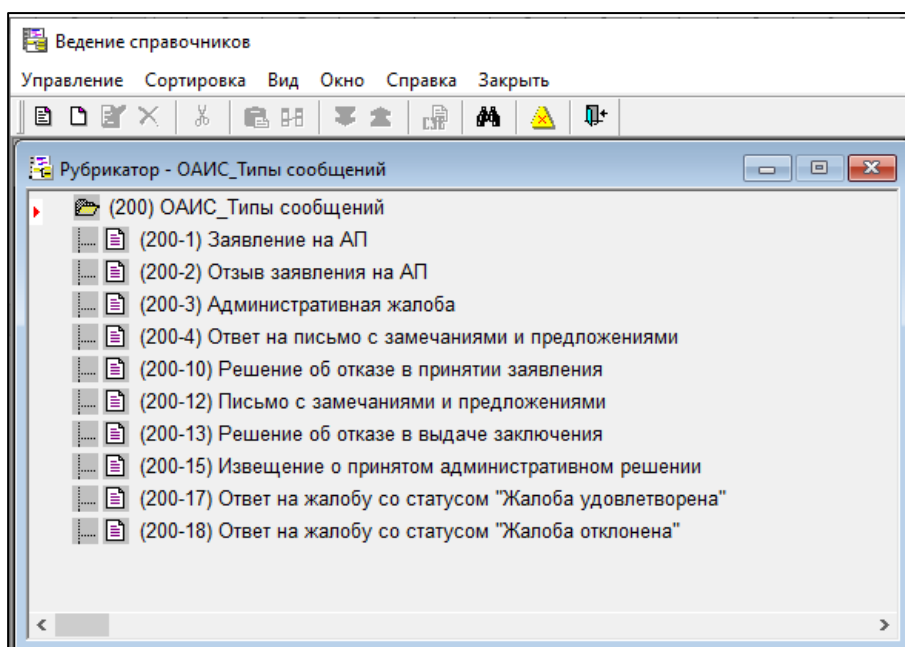 Ведение справочников
Управление Сортировка Вид Окно Справка Закрыть
Рубрикатор - ОАИС_Типы сообщений
(200) ОАИС_Типы сообщений
(200-1) Заявление на АП
(200-2) Отзыв заявления на АП
(200-3) Административная жалоба
(200-4) Ответ на письмо с замечаниями и предложениями
(200-10) Решение об отказе в принятии заявления
(200-12) Письмо с замечаниями и предложениями
(200-13) Решение об отказе в выдаче заключения
(200-15) Извещение о принятом административном решении
(200-17) Ответ на жалобу со статусом "Жалоба удовлетворена"
(200-18) Ответ на жалобу со статусом "Жалоба отклонена"